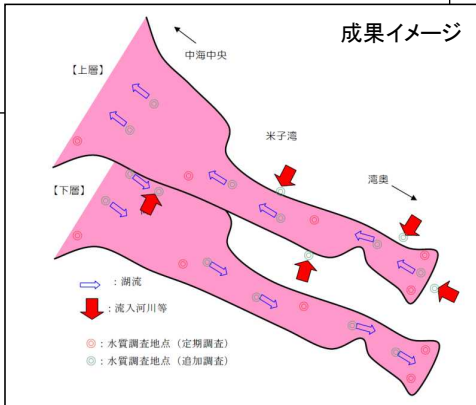 成果イメージ
中海中央
【上層】
米子湾
湾奥
【下層】
：湖流
：流入河川等
◎：水質調査地点（定期調査）
◎：水質調査地点（追加調査）